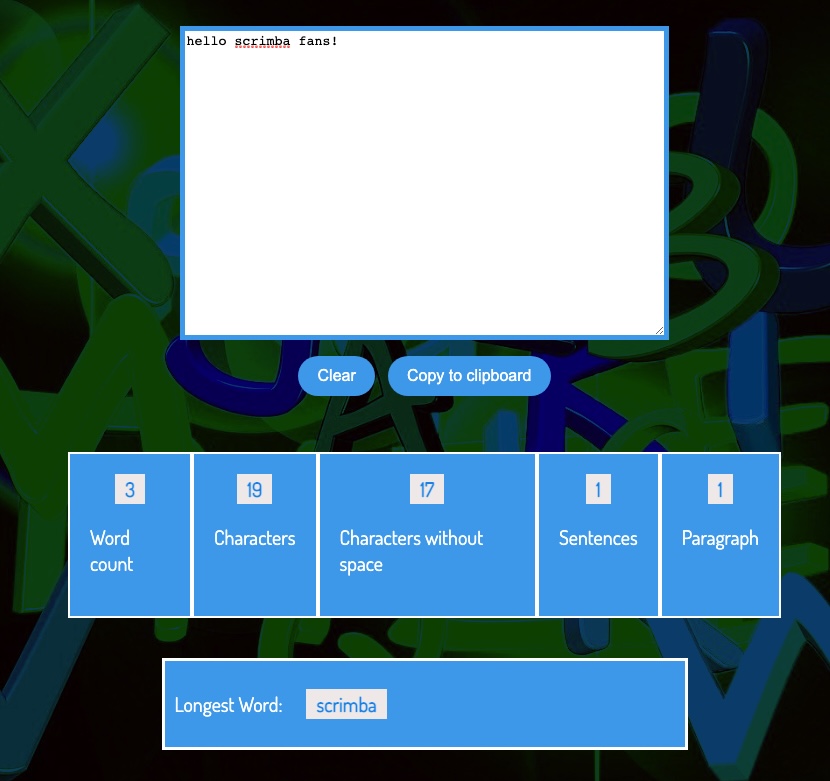 hello scrimba fans!
Clear
Copy to clipboard
3
19
17
1
1
Word
count
Characters
Characters without
space
Sentences
Paragraph
Longest Word: scrimba